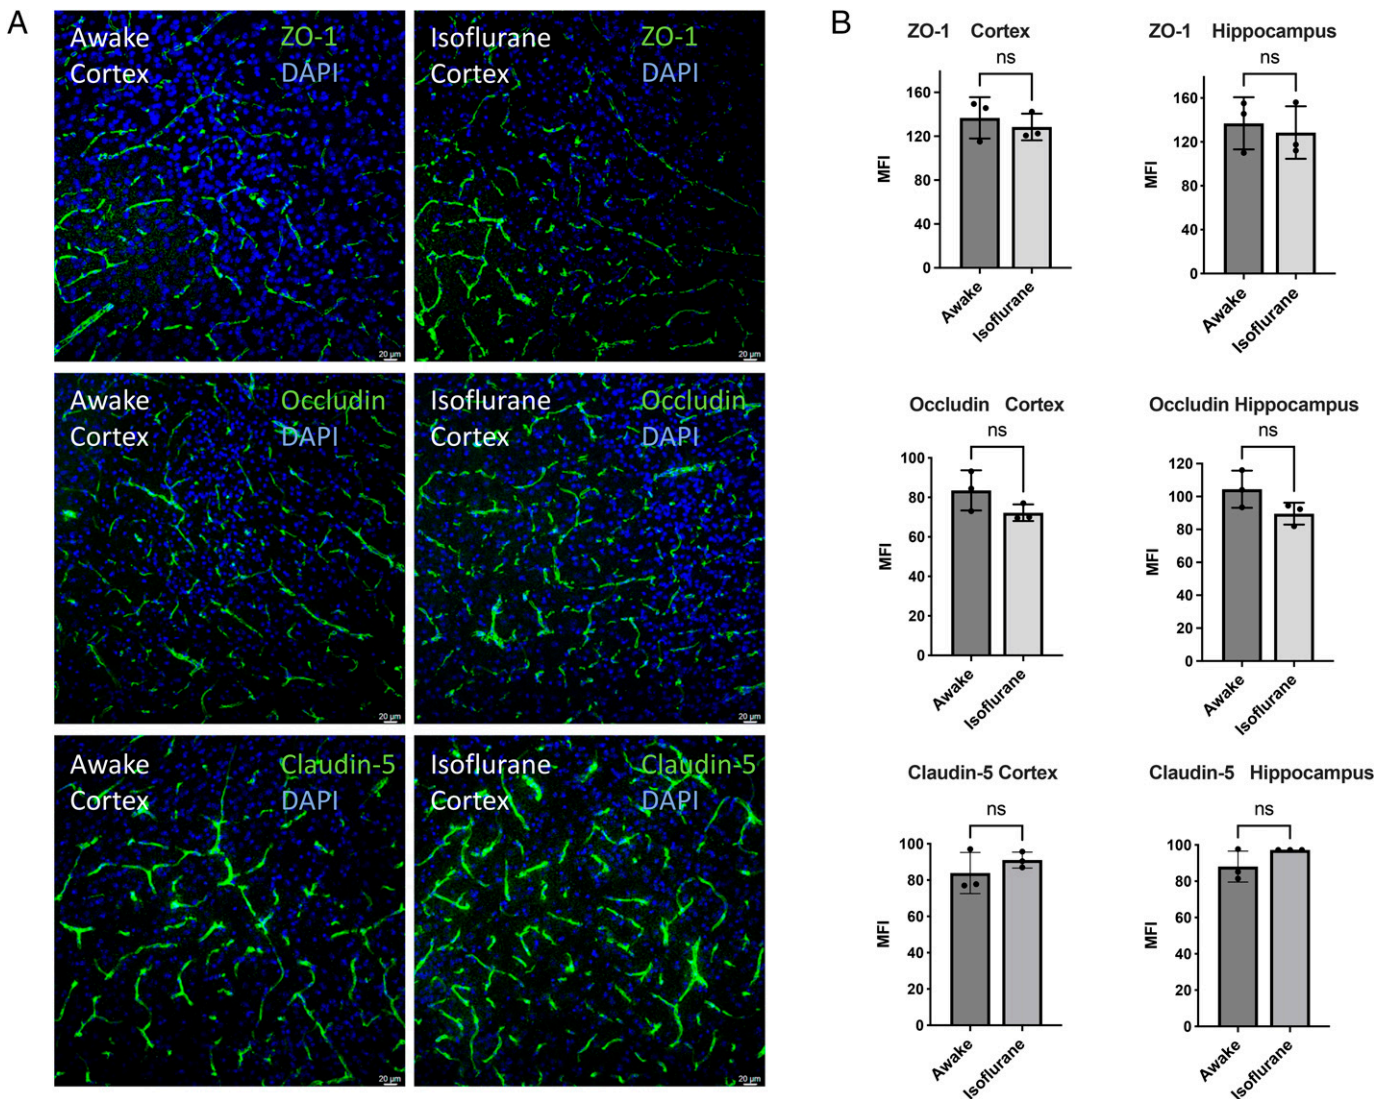 A
Awake ZO-1
Cortex DAPI
20 µm
Isoflurane ZO-1
Cortex DAPI
20 µm
Awake Occludin
Cortex DAPI
20 µm
Isoflurane Occludin
Cortex DAPI
20 µm
Awake Claudin-5
Cortex DAPI
20 µm
Isoflurane Claudin-5
Cortex DAPI
20 µm
B
ZO-1 Cortex
ns
MFI
160
120
80
40
0
Awake
Isoflurane
ZO-1 Hippocampus
ns
MFI
160
120
80
40
0
Awake
Isoflurane
Occludin Cortex
ns
MFI
100
80
60
40
20
0
Awake
Isoflurane
Occludin Hippocampus
ns
MFI
120
100
80
60
40
20
0
Awake
Isoflurane
Claudin-5 Cortex
ns
MFI
100
80
60
40
20
0
Awake
Isoflurane
Claudin-5 Hippocampus
ns
MFI
100
80
60
40
20
0
Awake
Isoflurane